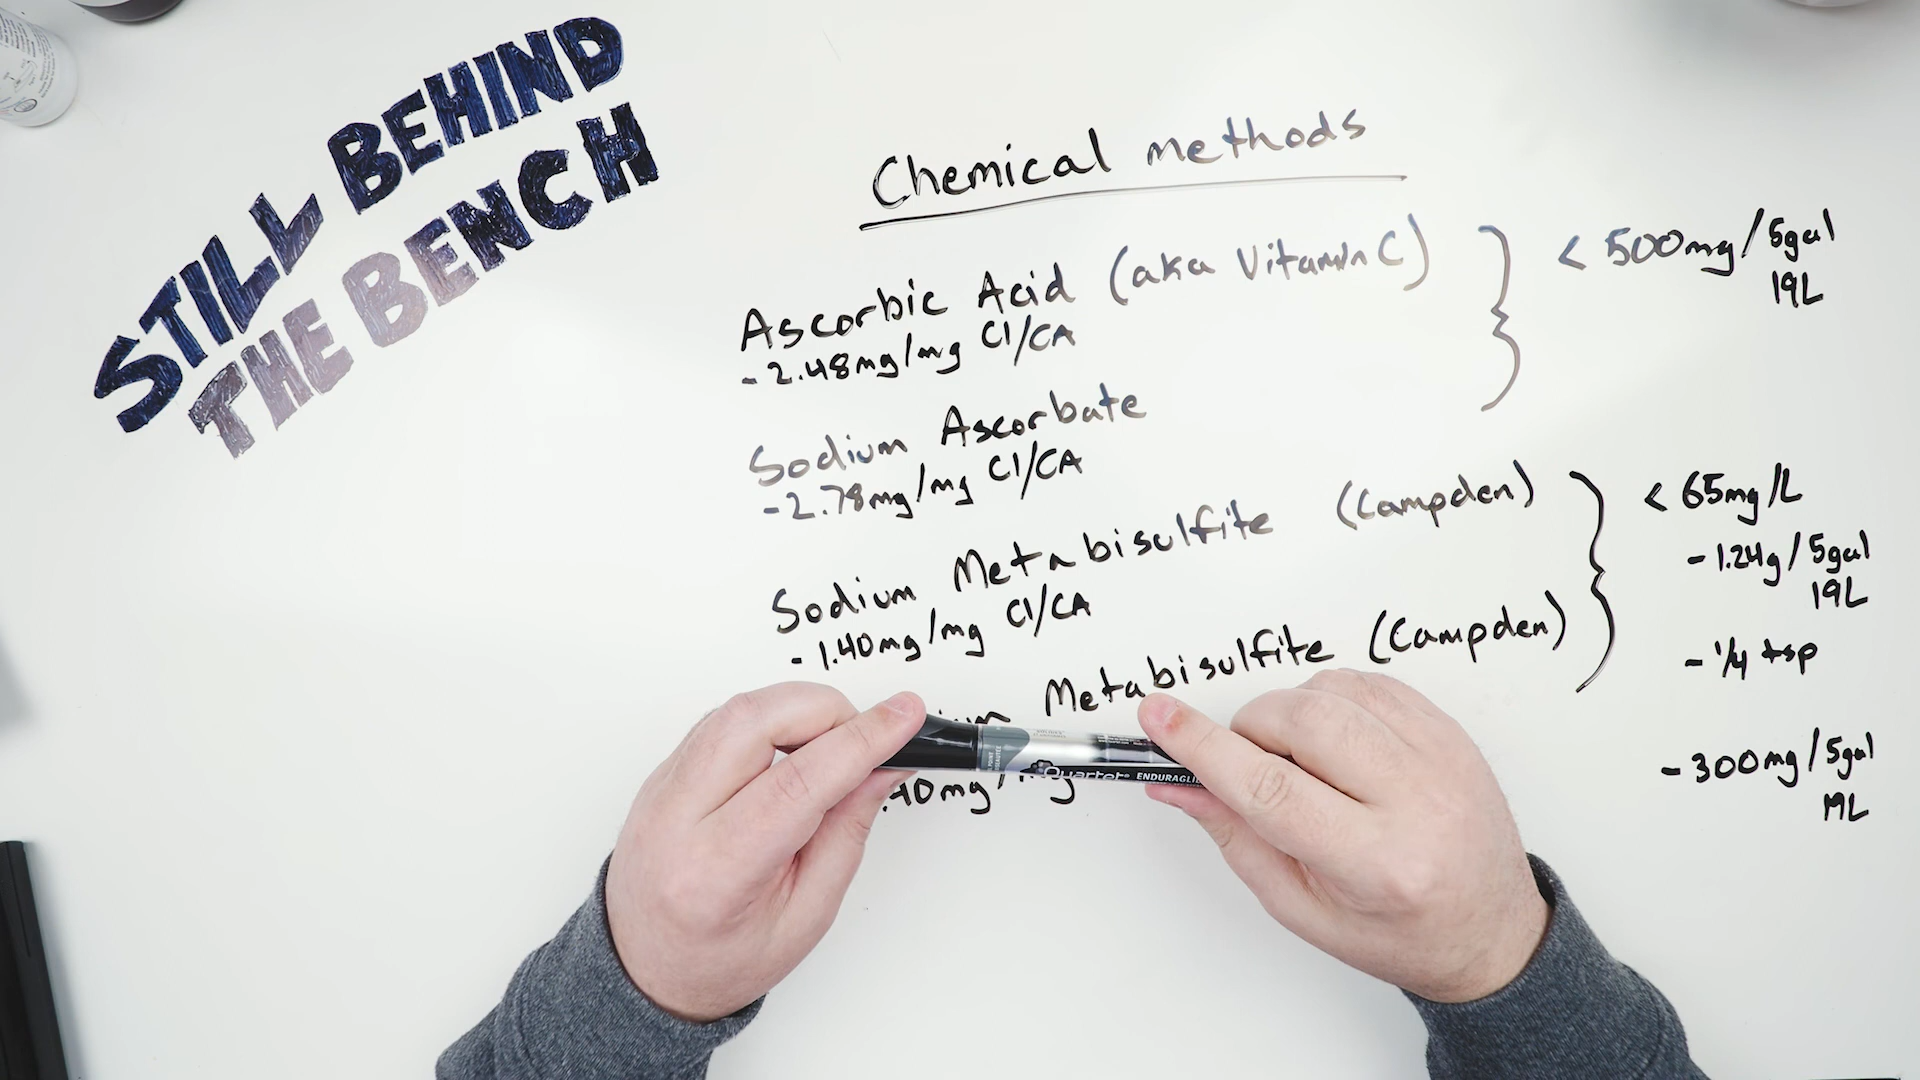 STILL BEHIND
THE BENCH
Chemical methods
Ascorbic Acid (aka Vitamin C)
- 2.48mg/mg Cl/CA
< 500mg/5gal
19L
Sodium Ascorbate
- 2.78mg/mg Cl/CA
Sodium Metabisulfite (Campden)
- 1.40mg/mg Cl/CA
< 65mg/L
- 1.24g/5gal
19L
- 1/4 tsp
Metabisulfite (Campden)
- 300mg/5gal
19L
Quartet ENDURAGLI